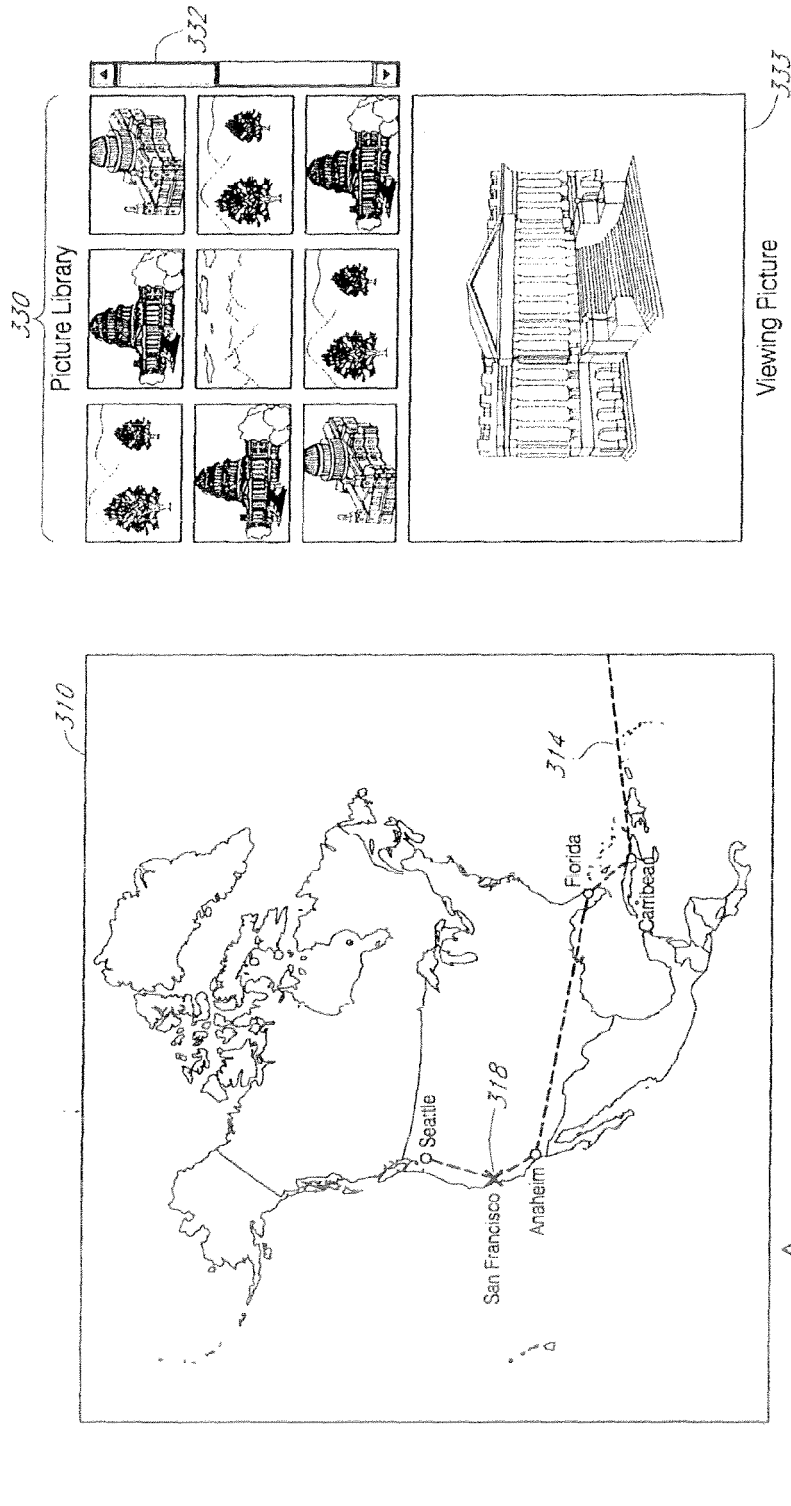 310
330
Picture Library
332
Seattle
San Francisco
318
Anaheim
314
Florida
Carribean
333
Viewing Picture